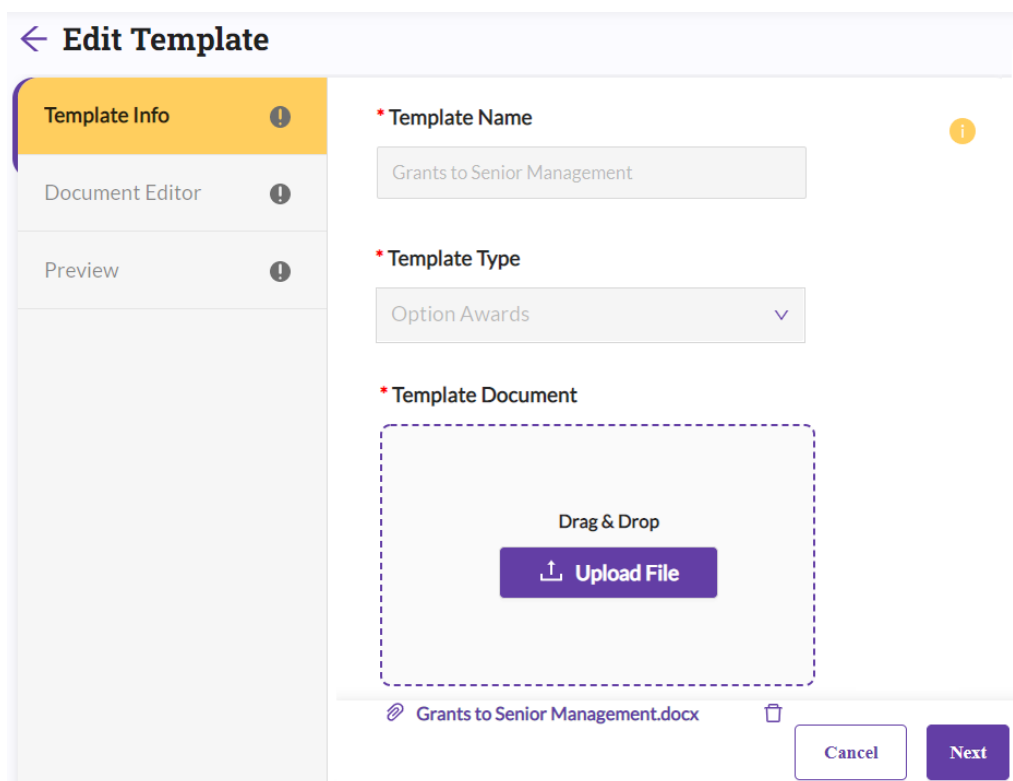 Edit Template
Template Info
Document Editor
Preview
* Template Name
Grants to Senior Management
* Template Type
Option Awards
* Template Document
Drag & Drop
Upload File
Grants to Senior Management.docx
Cancel
Next